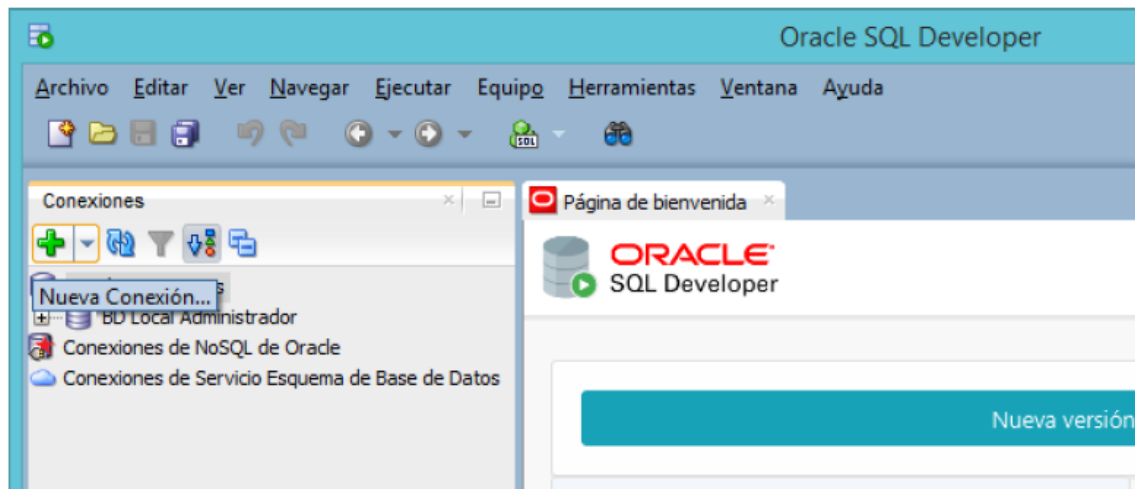 Oracle SQL Developer
Archivo Editar Ver Navegar Ejecutar Equipo Herramientas Ventana Ayuda
SQL
Conexiones
Página de bienvenida
Nueva Conexión...
BD Local Administrador
Conexiones de NoSQL de Oracle
Conexiones de Servicio Esquema de Base de Datos
ORACLE
SQL Developer
Nueva versión